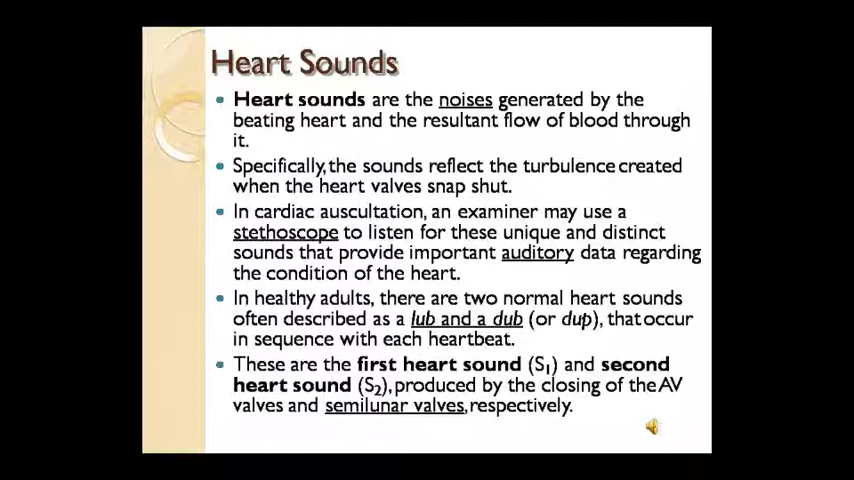 Heart Sounds
Heart sounds are the noises generated by the
beating heart and the resultant flow of blood through
it.
Specifically, the sounds reflect the turbulence created
when the heart valves snap shut.
In cardiac auscultation, an examiner may use a
stethoscope to listen for these unique and distinct
sounds that provide important auditory data regarding
the condition of the heart.
In healthy adults, there are two normal heart sounds
often described as a lub and a dub (or dup), that occur
in sequence with each heartbeat.
These are the first heart sound (S₁) and second
heart sound (S₂), produced by the closing of the AV
valves and semilunar valves, respectively.